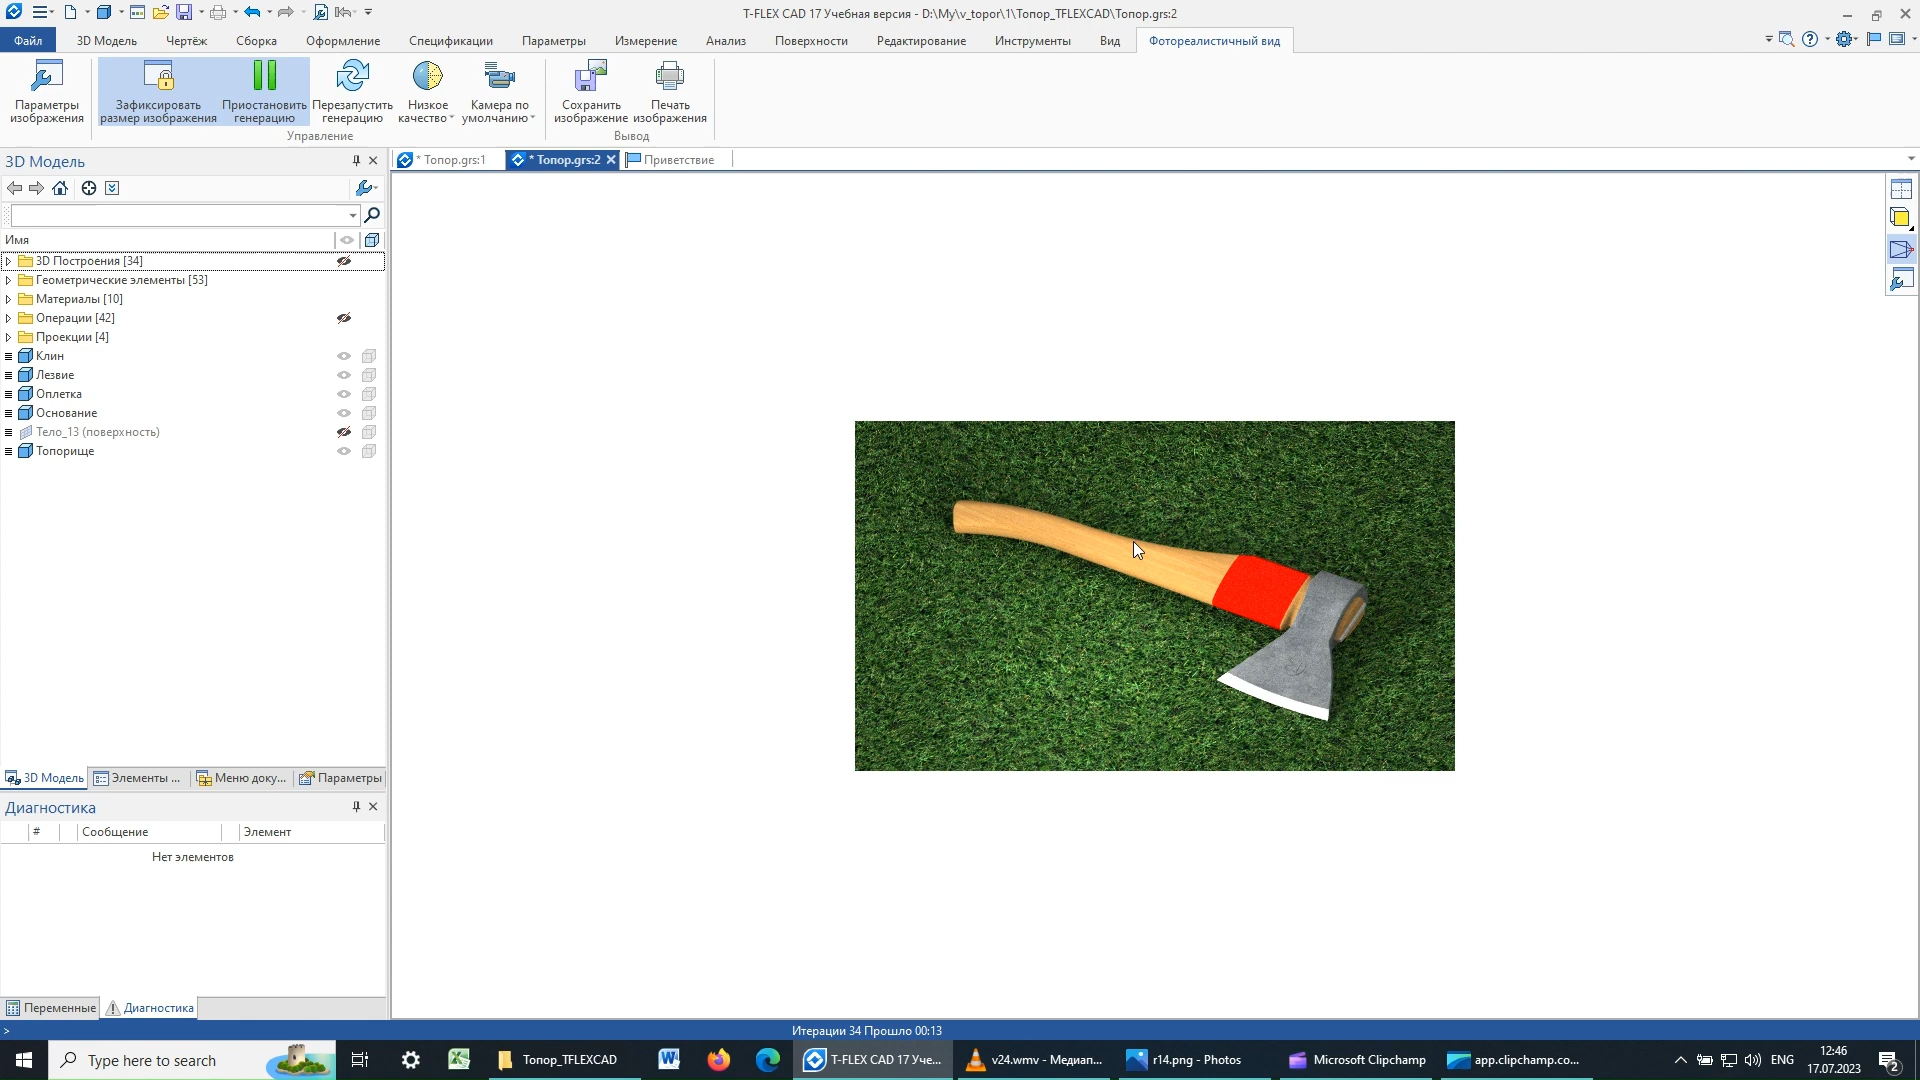 T-FLEX CAD 17 Учебная версия - D:\My\v_topor\1\Топор_TFLEXCAD\Топор.grs:2
Файл 3D Модель Чертёж Сборка Оформление Спецификации Параметры Измерение Анализ Поверхности Редактирование Инструменты Вид Фотореалистичный вид
Параметры изображения
Зафиксировать размер изображения
Приостановить генерацию
Перезапустить генерацию
Низкое качество
Камера по умолчанию
Сохранить изображение
Печать изображения
Управление
Вывод
3D Модель
* Топор.grs:1
* Топор.grs:2
Приветствие
Имя
3D Построения [34]
Геометрические элементы [53]
Материалы [10]
Операции [42]
Проекции [4]
Клин
Лезвие
Оплетка
Основание
Тело_13 (поверхность)
Топорище
3D Модель Элементы ... Меню доку... Параметры
Диагностика
# Сообщение Элемент
Нет элементов
Переменные Диагностика
>
Итерации 34 Прошло 00:13
Type here to search
Топор_TFLEXCAD
T-FLEX CAD 17 Уче...
v24.wmv - Медиап...
r14.png - Photos
Microsoft Clipchamp
app.clipchamp.co...
ENG
12:46
17.07.2023
2